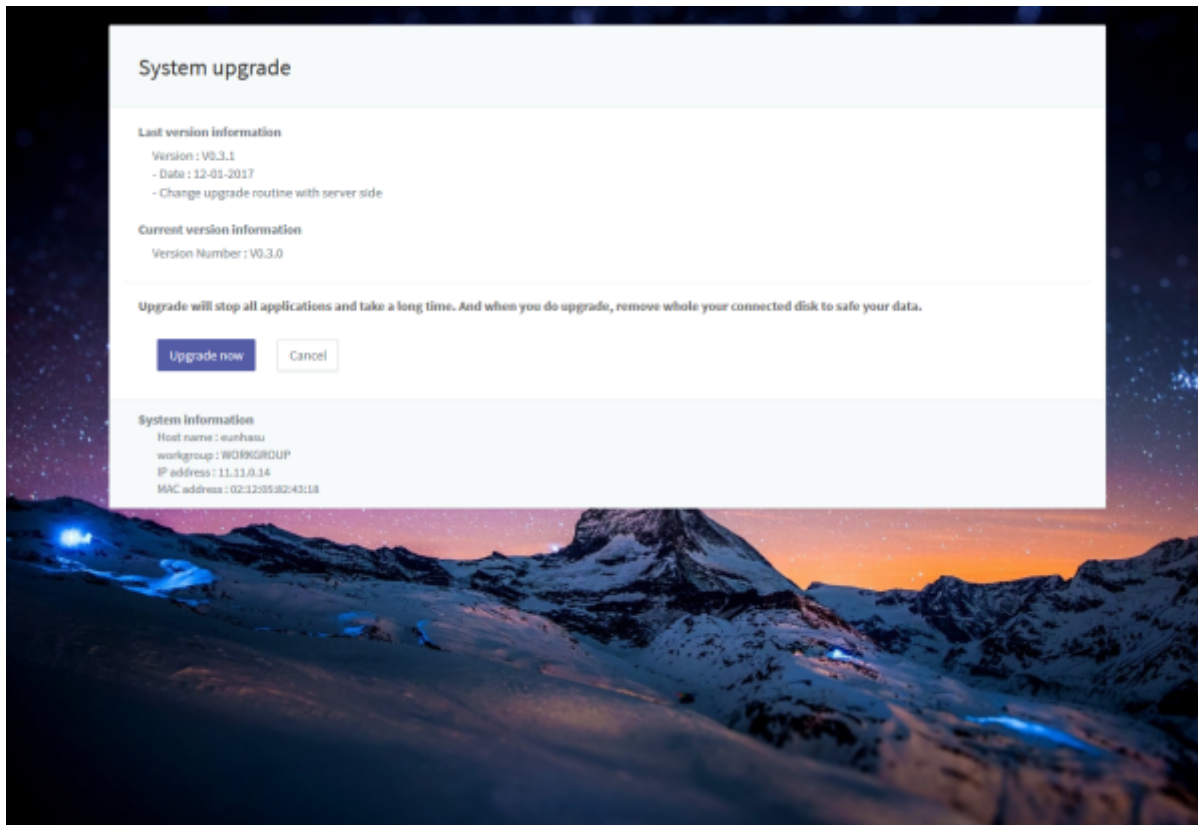 System upgrade
Last version information
Version : V0.3.1
- Date : 12-01-2017
- Change upgrade routine with server side
Current version information
Version Number : V0.3.0
Upgrade will stop all applications and take a long time. And when you do upgrade, remove whole your connected disk to safe your data.
Upgrade now
Cancel
System information
Host name : eunhasu
workgroup : WORKGROUP
IP address : 11.11.0.14
MAC address : 02:12:05:82:43:18